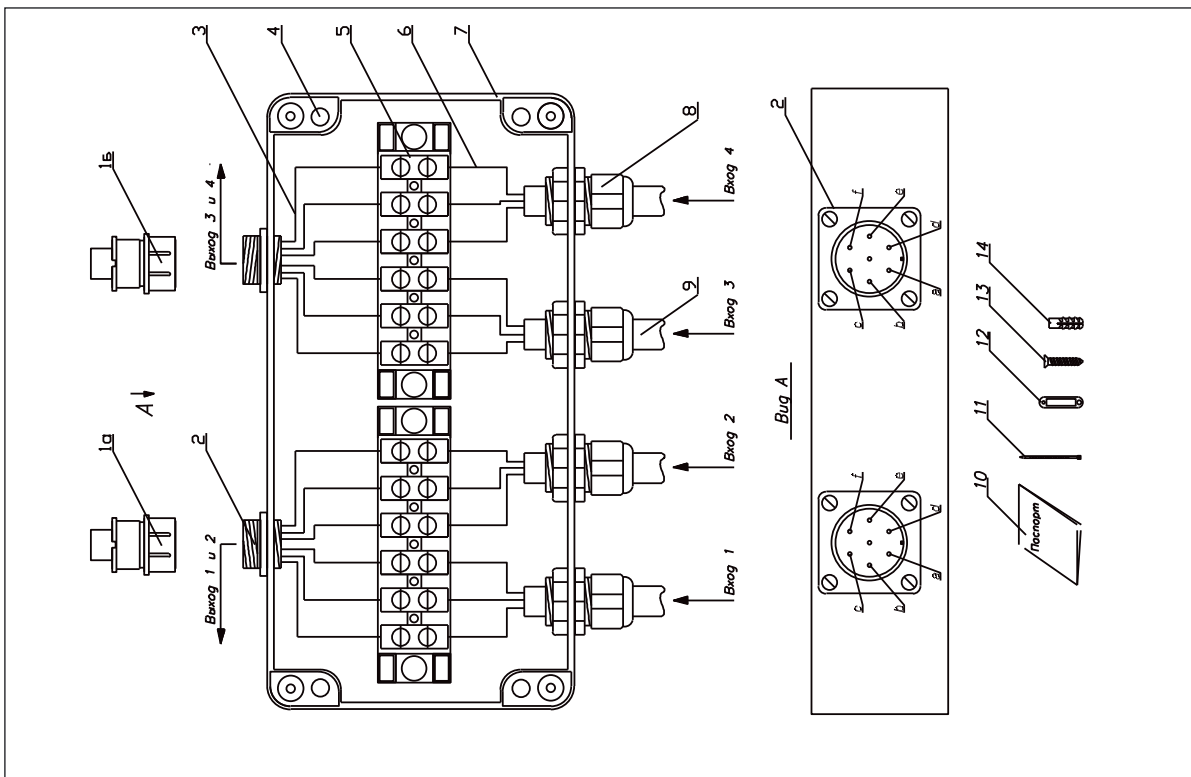 1а
1Б
А
Выход 1 и 2
2
Выход 3 и 4
3
4
5
6
7
9
8
Вход 1
Вход 2
Вход 3
Вход 4
Вид А
2
c f c f
b e b e
a d a d
10 11 12 13 14
Паспорт